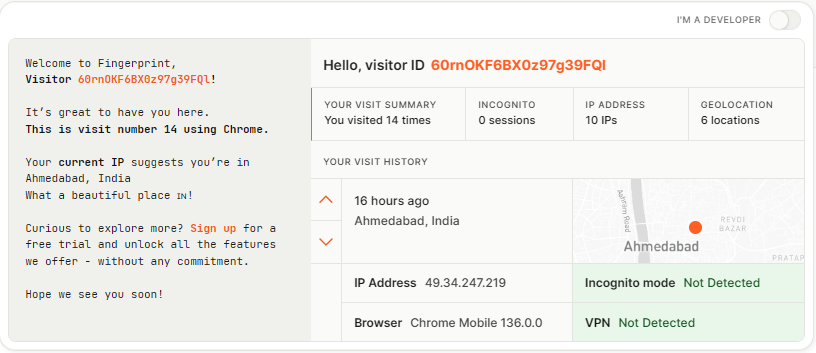 I'M A DEVELOPER
Welcome to Fingerprint,
Visitor 60rnOKF6BX0z97g39FQl!
It's great to have you here.
This is visit number 14 using Chrome.
Your current IP suggests you're in
Ahmedabad, India
What a beautiful place IN!
Curious to explore more? Sign up for a
free trial and unlock all the features
we offer - without any commitment.
Hope we see you soon!
Hello, visitor ID 60rnOKF6BX0z97g39FQl
YOUR VISIT SUMMARY
You visited 14 times
INCOGNITO
0 sessions
IP ADDRESS
10 IPs
GEOLOCATION
6 locations
YOUR VISIT HISTORY
16 hours ago
Ahmedabad, India
Ashram Road
REVDI
BAZAR
Ahmedabad
PRATAP
IP Address 49.34.247.219
Incognito mode Not Detected
Browser Chrome Mobile 136.0.0
VPN Not Detected